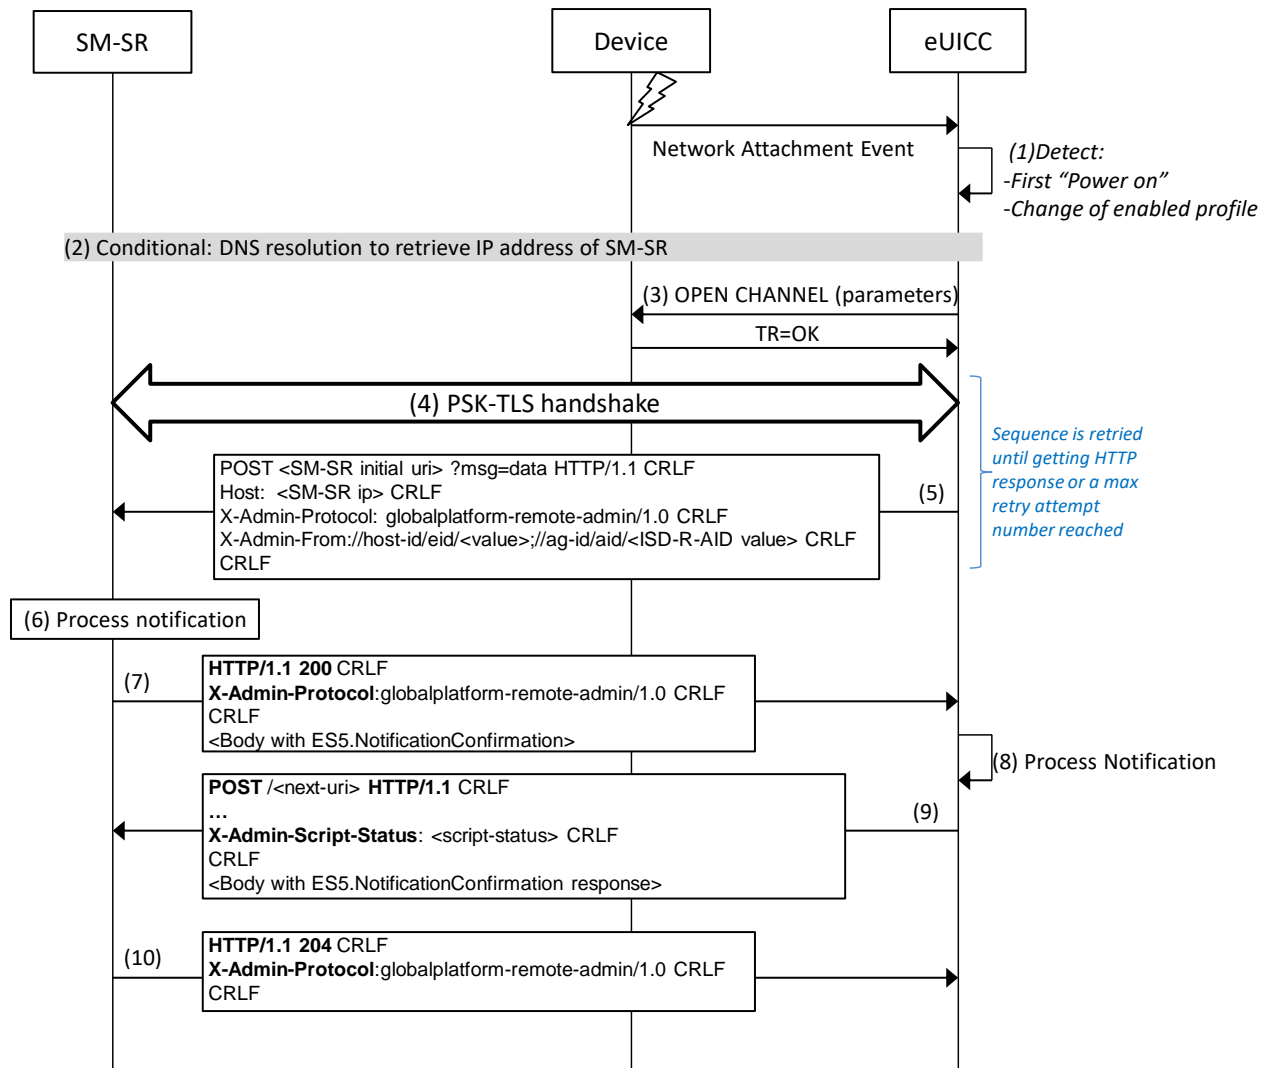 SM-SR
Device
eUICC
Network Attachment Event
(1)Detect:
-First “Power on”
-Change of enabled profile
(2) Conditional: DNS resolution to retrieve IP address of SM-SR
(3) OPEN CHANNEL (parameters)
TR=OK
(4) PSK-TLS handshake
Sequence is retried
until getting HTTP
response or a max
retry attempt
number reached
POST <SM-SR initial uri> ?msg=data HTTP/1.1 CRLF
Host: <SM-SR ip> CRLF
X-Admin-Protocol: globalplatform-remote-admin/1.0 CRLF
X-Admin-From://host-id/eid/<value>;//ag-id/aid/<ISD-R-AID value> CRLF
CRLF
(5)
(6) Process notification
(7)
HTTP/1.1 200 CRLF
X-Admin-Protocol:globalplatform-remote-admin/1.0 CRLF
CRLF
<Body with ES5.NotificationConfirmation>
(8) Process Notification
POST /<next-uri> HTTP/1.1 CRLF
...
X-Admin-Script-Status: <script-status> CRLF
CRLF
<Body with ES5.NotificationConfirmation response>
(9)
(10)
HTTP/1.1 204 CRLF
X-Admin-Protocol:globalplatform-remote-admin/1.0 CRLF
CRLF